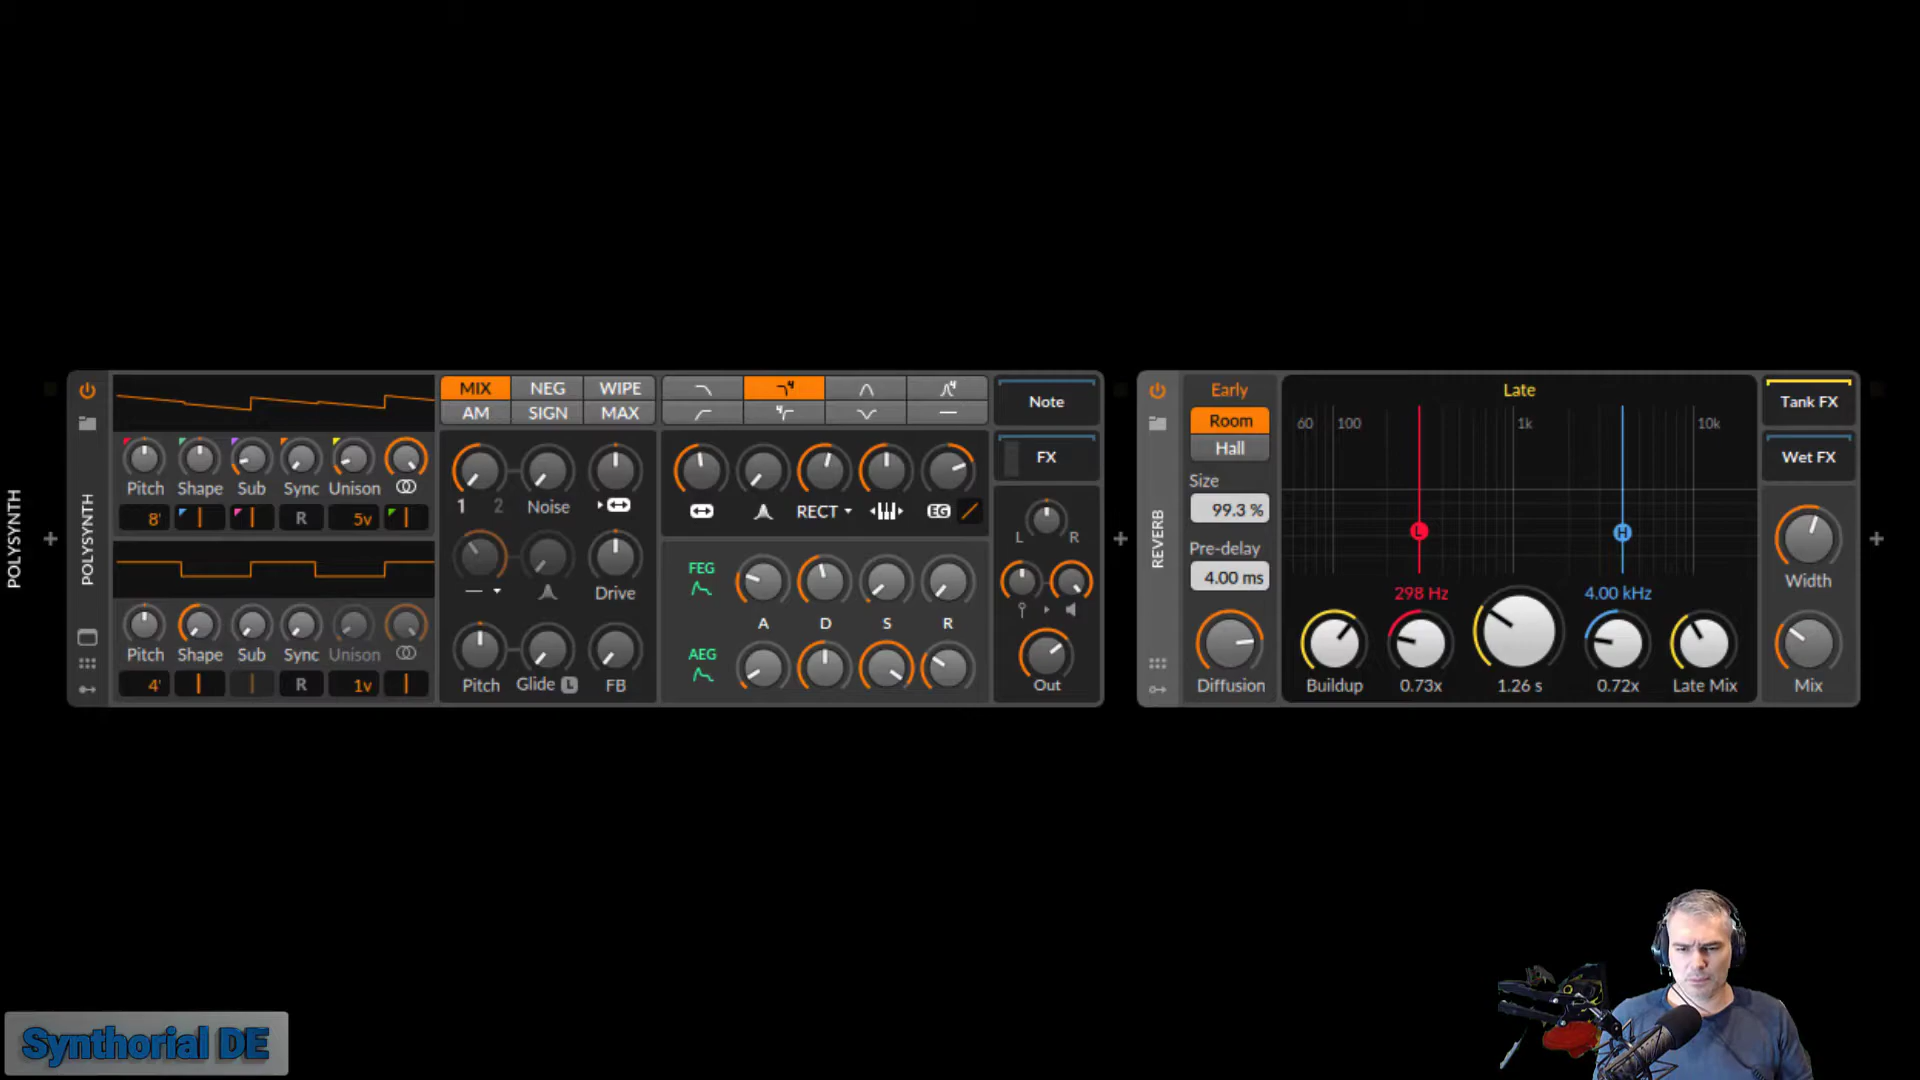 POLYSYNTH
POLYSYNTH
Pitch Shape Sub Sync Unison
8' R 5v
Pitch Shape Sub Sync Unison
4' R 1v
MIX NEG WIPE
AM SIGN MAX
1 2 Noise
Drive
Pitch Glide L FB
4 4
4
RECT EG
FEG
A D S R
AEG
Note
FX
L R
Out
REVERB
Early
Room
Hall
Size
99.3 %
Pre-delay
4.00 ms
Diffusion
Late
60 100 1k 10k
L H
298 Hz 4.00 kHz
Buildup 0.73x 1.26 s 0.72x Late Mix
Tank FX
Wet FX
Width
Mix
Synthorial DE